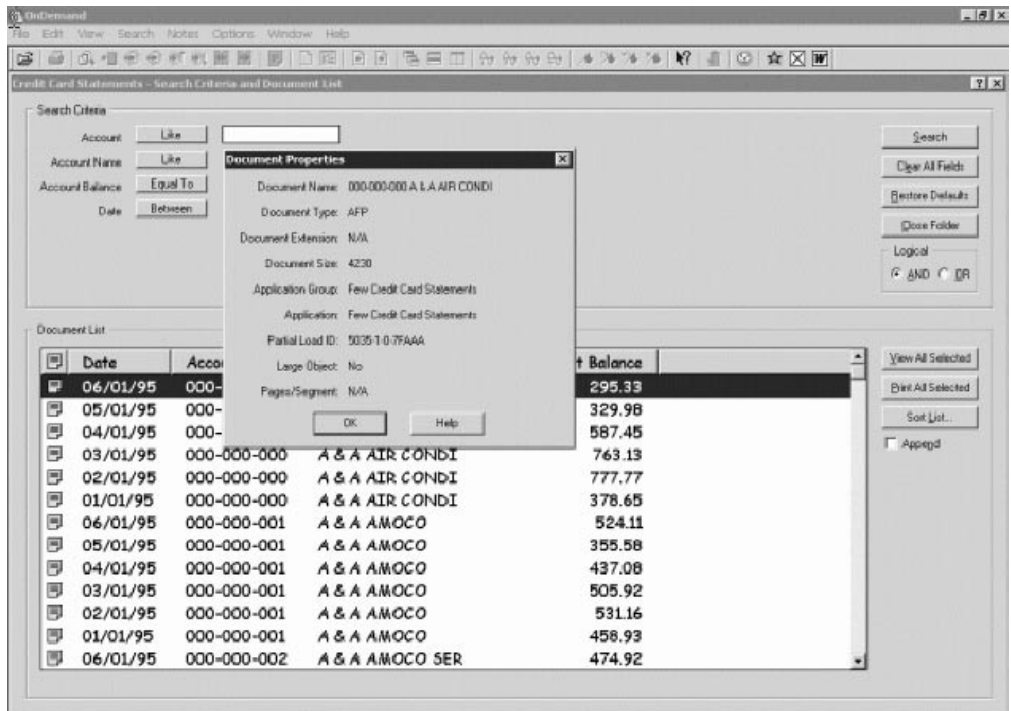 OnDemand
File Edit View Search Notes Options Window Help
Credit Card Statements - Search Criteria and Document List
Search Criteria
Account Like
Account Name Like
Account Balance Equal To
Date Between
Search
Clear All Fields
Restore Defaults
Close Folder
Logical
AND OR
Document Properties
Document Name: 000-000-000 A & A AIR CONDI
Document Type: AFP
Document Extension: N/A
Document Size: 4230
Application Group: Few Credit Card Statements
Application: Few Credit Card Statements
Partial Load ID: 5035-1-0-7FAAA
Large Object: No
Pages/Segment: N/A
OK Help
Document List
Date Accou t Balance
06/01/95 000- 295.33
05/01/95 000- 329.98
04/01/95 000- 587.45
03/01/95 000-000-000 A & A AIR CONDI 763.13
02/01/95 000-000-000 A & A AIR CONDI 777.77
01/01/95 000-000-000 A & A AIR CONDI 378.65
06/01/95 000-000-001 A & A AMOCO 524.11
05/01/95 000-000-001 A & A AMOCO 355.58
04/01/95 000-000-001 A & A AMOCO 437.08
03/01/95 000-000-001 A & A AMOCO 505.92
02/01/95 000-000-001 A & A AMOCO 531.16
01/01/95 000-000-001 A & A AMOCO 458.93
06/01/95 000-000-002 A & A AMOCO SER 474.92
View All Selected
Print All Selected
Sort List...
Append